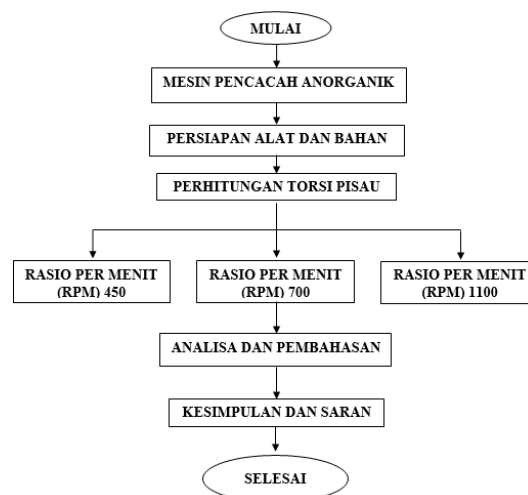 MULAI
MESIN PENCACAH ANORGANIK
PERSIAPAN ALAT DAN BAHAN
PERHITUNGAN TORSI PISAU
RASIO PER MENIT
(RPM) 450
RASIO PER MENIT
(RPM) 700
RASIO PER MENIT
(RPM) 1100
ANALISA DAN PEMBAHASAN
KESIMPULAN DAN SARAN
SELESAI